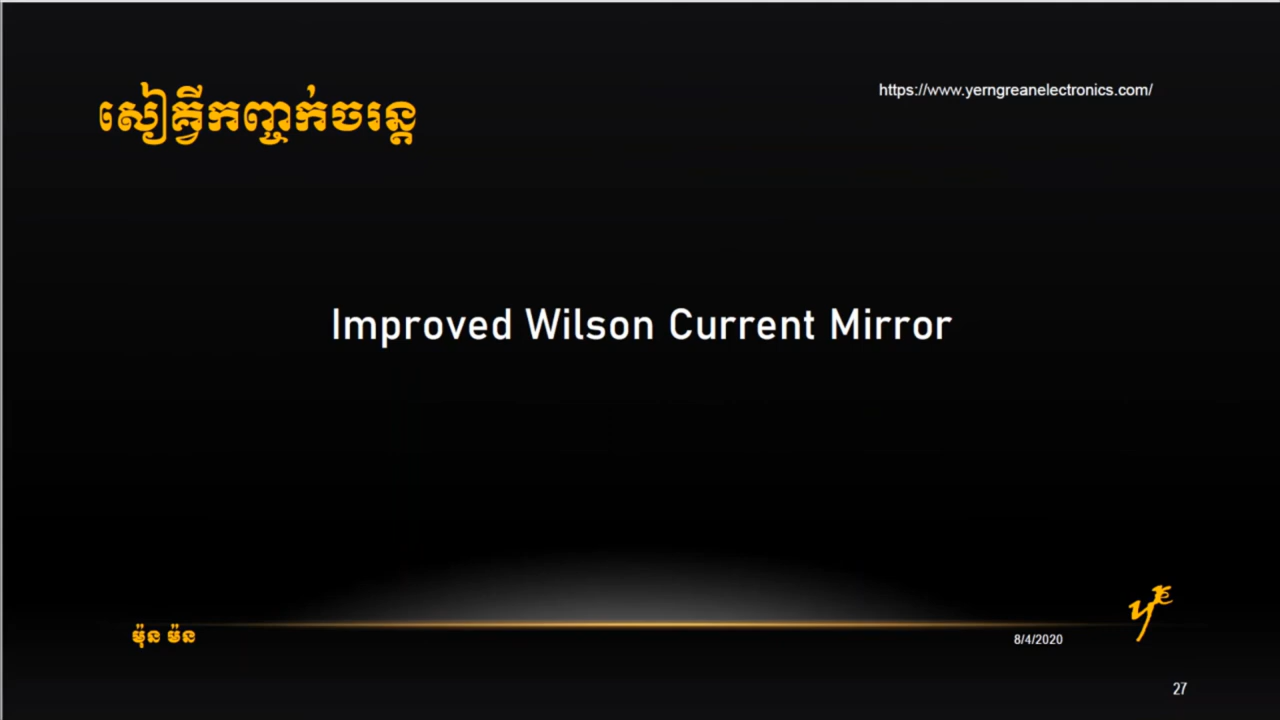 សៀគ្វីកញ្ចក់ចរន្ត
https://www.yerngreanelectronics.com/
Improved Wilson Current Mirror
ម៉ុន ម៉ន
8/4/2020
27